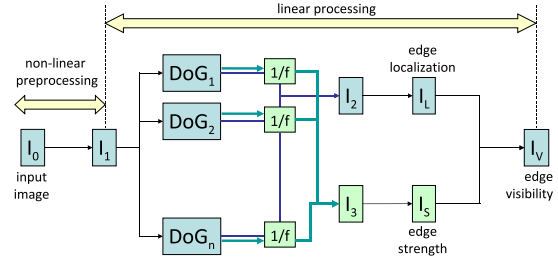 linear processing
non-linear
preprocessing
edge
localization
DoG1
1/f
DoG2
1/f
I2
IL
I0
I1
IV
input
image
edge
visibility
I3
IS
DoGn
1/f
edge
strength